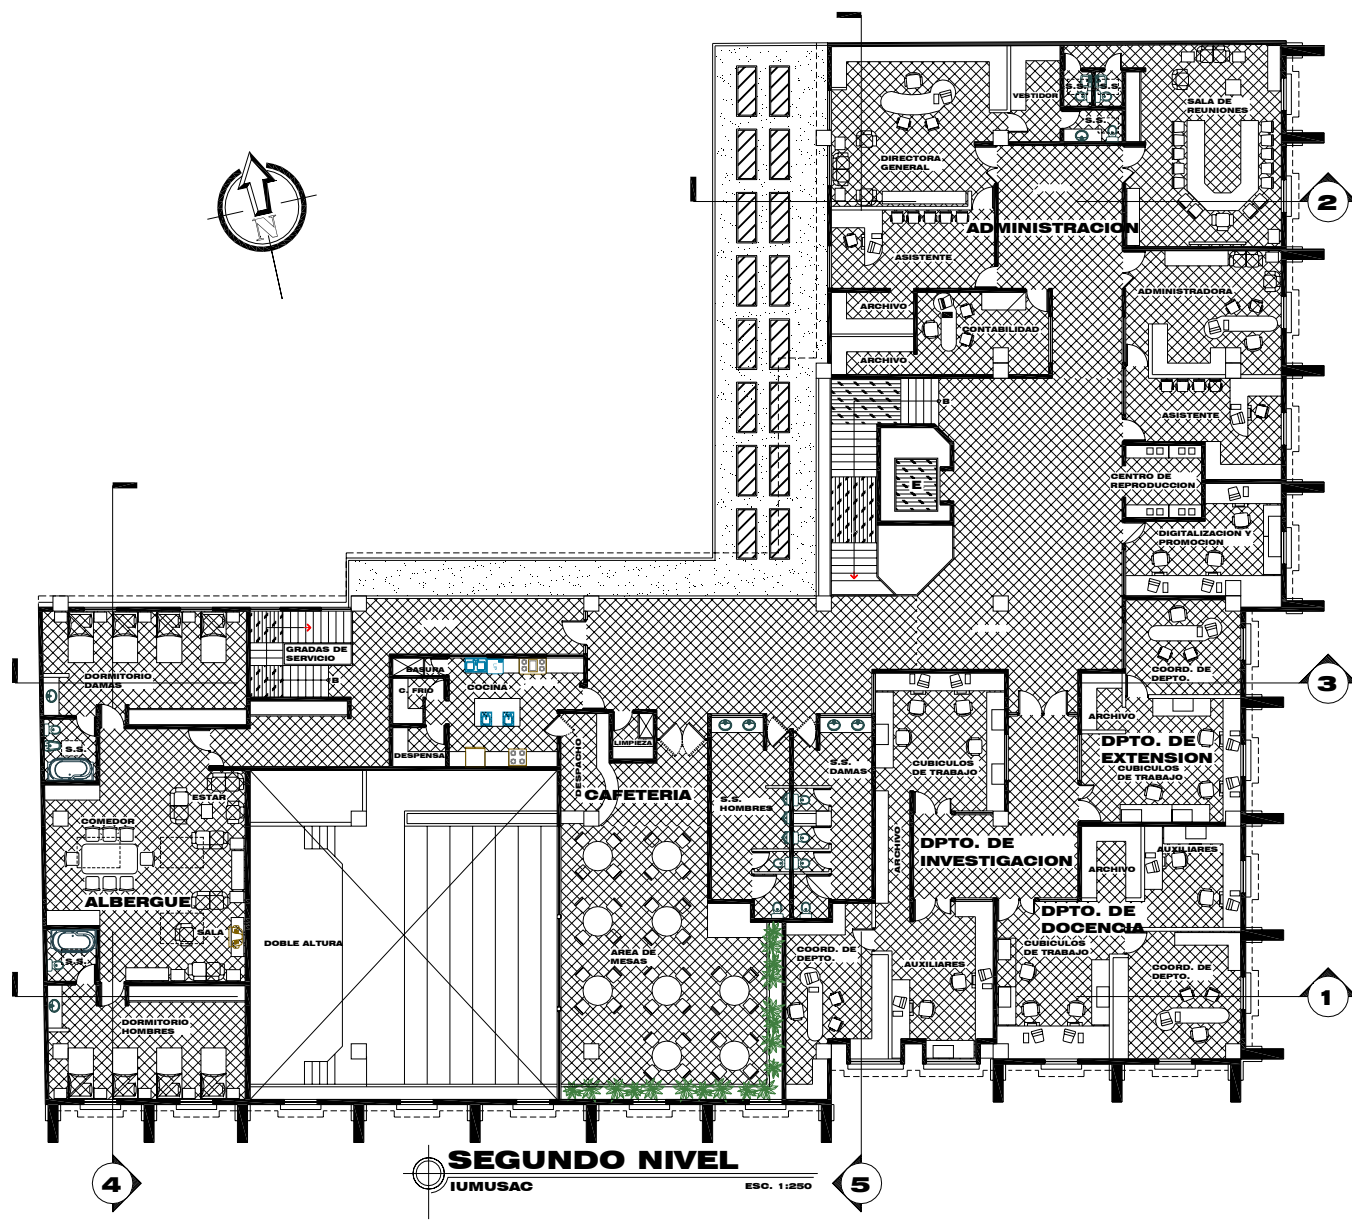 VESTIDOR
S.S.
S.S.
S.S.
SALA DE
REUNIONES
DIRECTORA
GENERAL
2
ADMINISTRACION
ASISTENTE
ADMINISTRADORA
ARCHIVO
CONTABILIDAD
ARCHIVO
B
ASISTENTE
E
CENTRO DE
REPRODUCCION
DIGITALIZACION Y
PROMOCION
N
GRADAS DE
SERVICIO
B
DORMITORIO
DAMAS
BASURA
C. FRIO
COCINA
COORD. DE
DEPTO.
3
ARCHIVO
DPTO. DE
EXTENSION
CUBICULOS
DE TRABAJO
S.S.
DESPENSA
LIMPIEZA
DESPACHO
CAFETERIA
S.S.
DAMAS
CUBICULOS
DE TRABAJO
ESTAR
S.S.
HOMBRES
COMEDOR
ARCHIVO
DPTO. DE
INVESTIGACION
AUXILIARES
ARCHIVO
ALBERGUE
SALA
DPTO. DE
DOCENCIA
CUBICULOS
DE TRABAJO
DOBLE ALTURA
AREA DE
MESAS
COORD. DE
DEPTO.
AUXILIARES
COORD. DE
DEPTO.
S.S.
1
DORMITORIO
HOMBRES
SEGUNDO NIVEL
IUMUSAC
ESC. 1:250
4
5